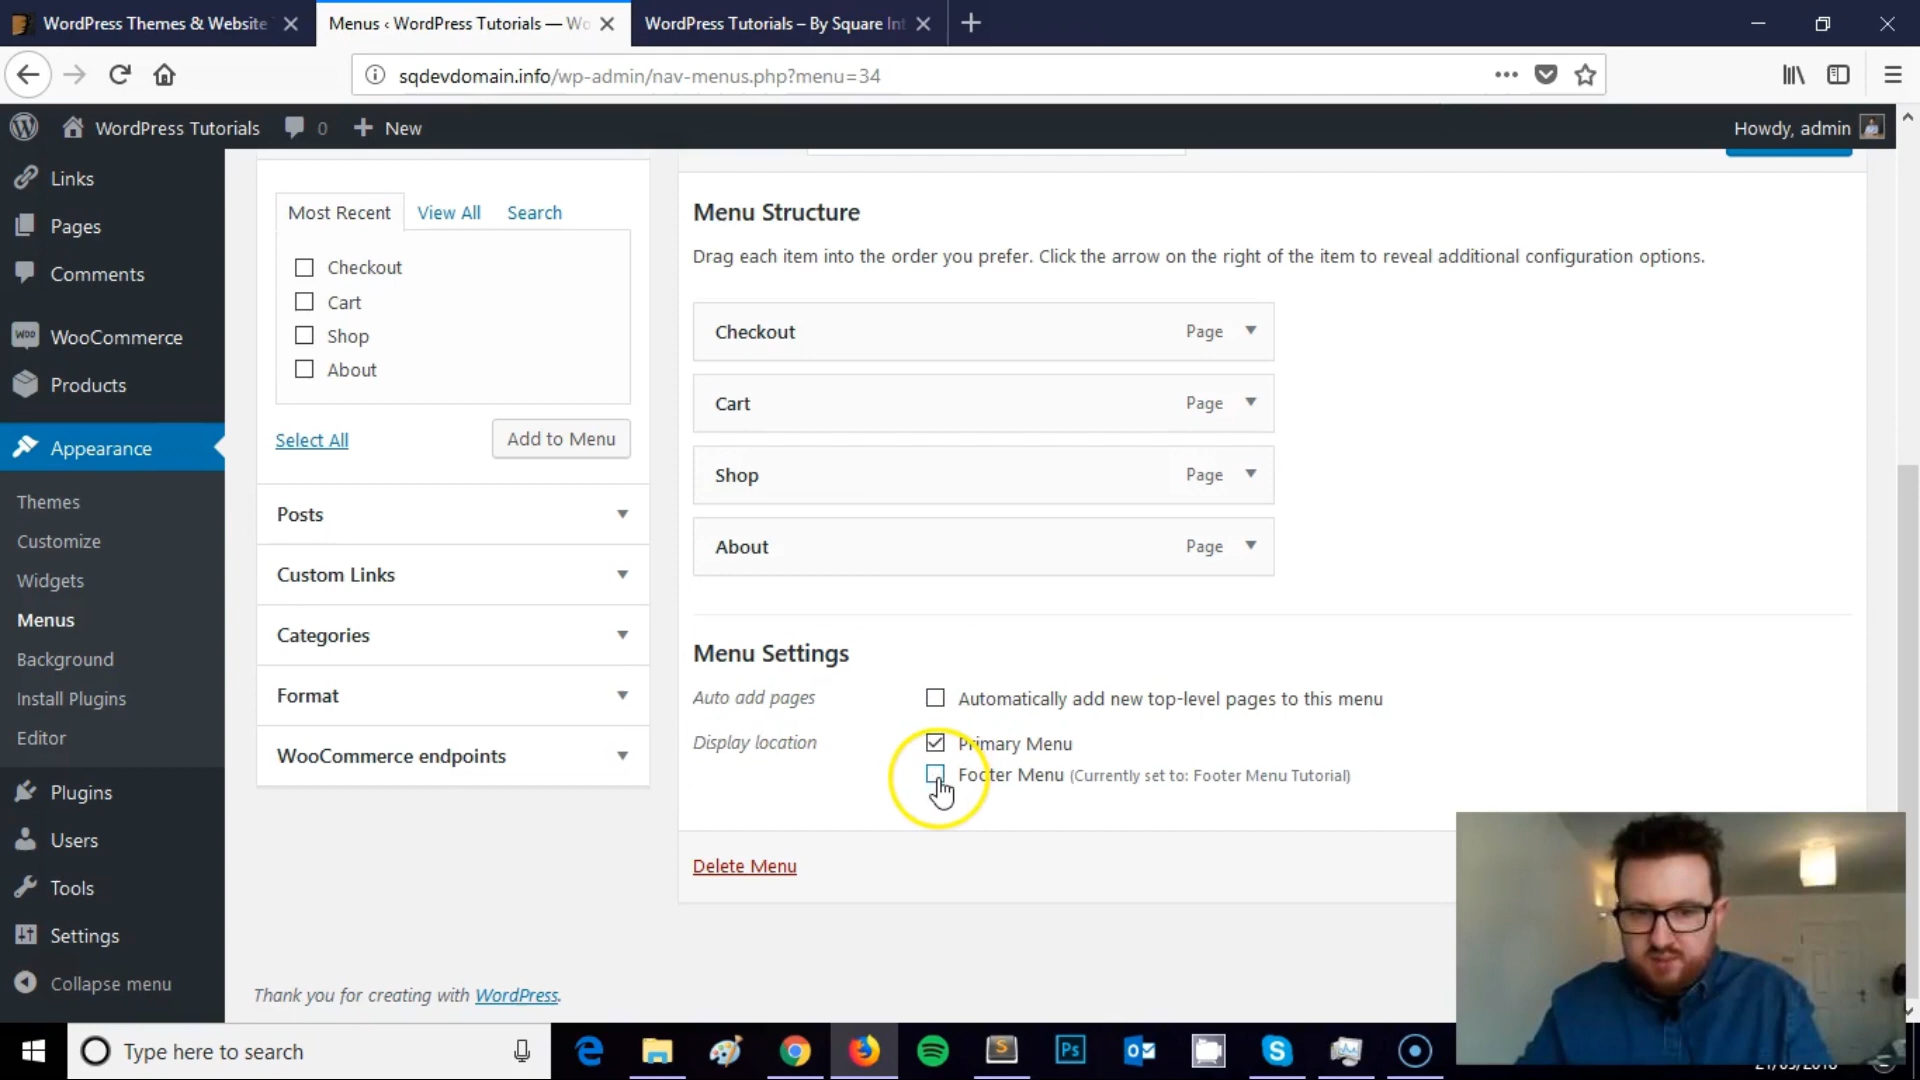 WordPress Themes & Website
Menus ‹ WordPress Tutorials — Wo
WordPress Tutorials – By Square Int
sqdevdomain.info/wp-admin/nav-menus.php?menu=34
WordPress Tutorials
0
New
Howdy, admin
Links
Pages
Comments
WooCommerce
Products
Appearance
Themes
Customize
Widgets
Menus
Background
Install Plugins
Editor
Plugins
Users
Tools
Settings
Collapse menu
Most Recent
View All
Search
Checkout
Cart
Shop
About
Select All
Add to Menu
Posts
Custom Links
Categories
Format
WooCommerce endpoints
Menu Structure
Drag each item into the order you prefer. Click the arrow on the right of the item to reveal additional configuration options.
Checkout Page
Cart Page
Shop Page
About Page
Menu Settings
Auto add pages
Automatically add new top-level pages to this menu
Display location
Primary Menu
Footer Menu (Currently set to: Footer Menu Tutorial)
Delete Menu
Thank you for creating with WordPress.
Type here to search